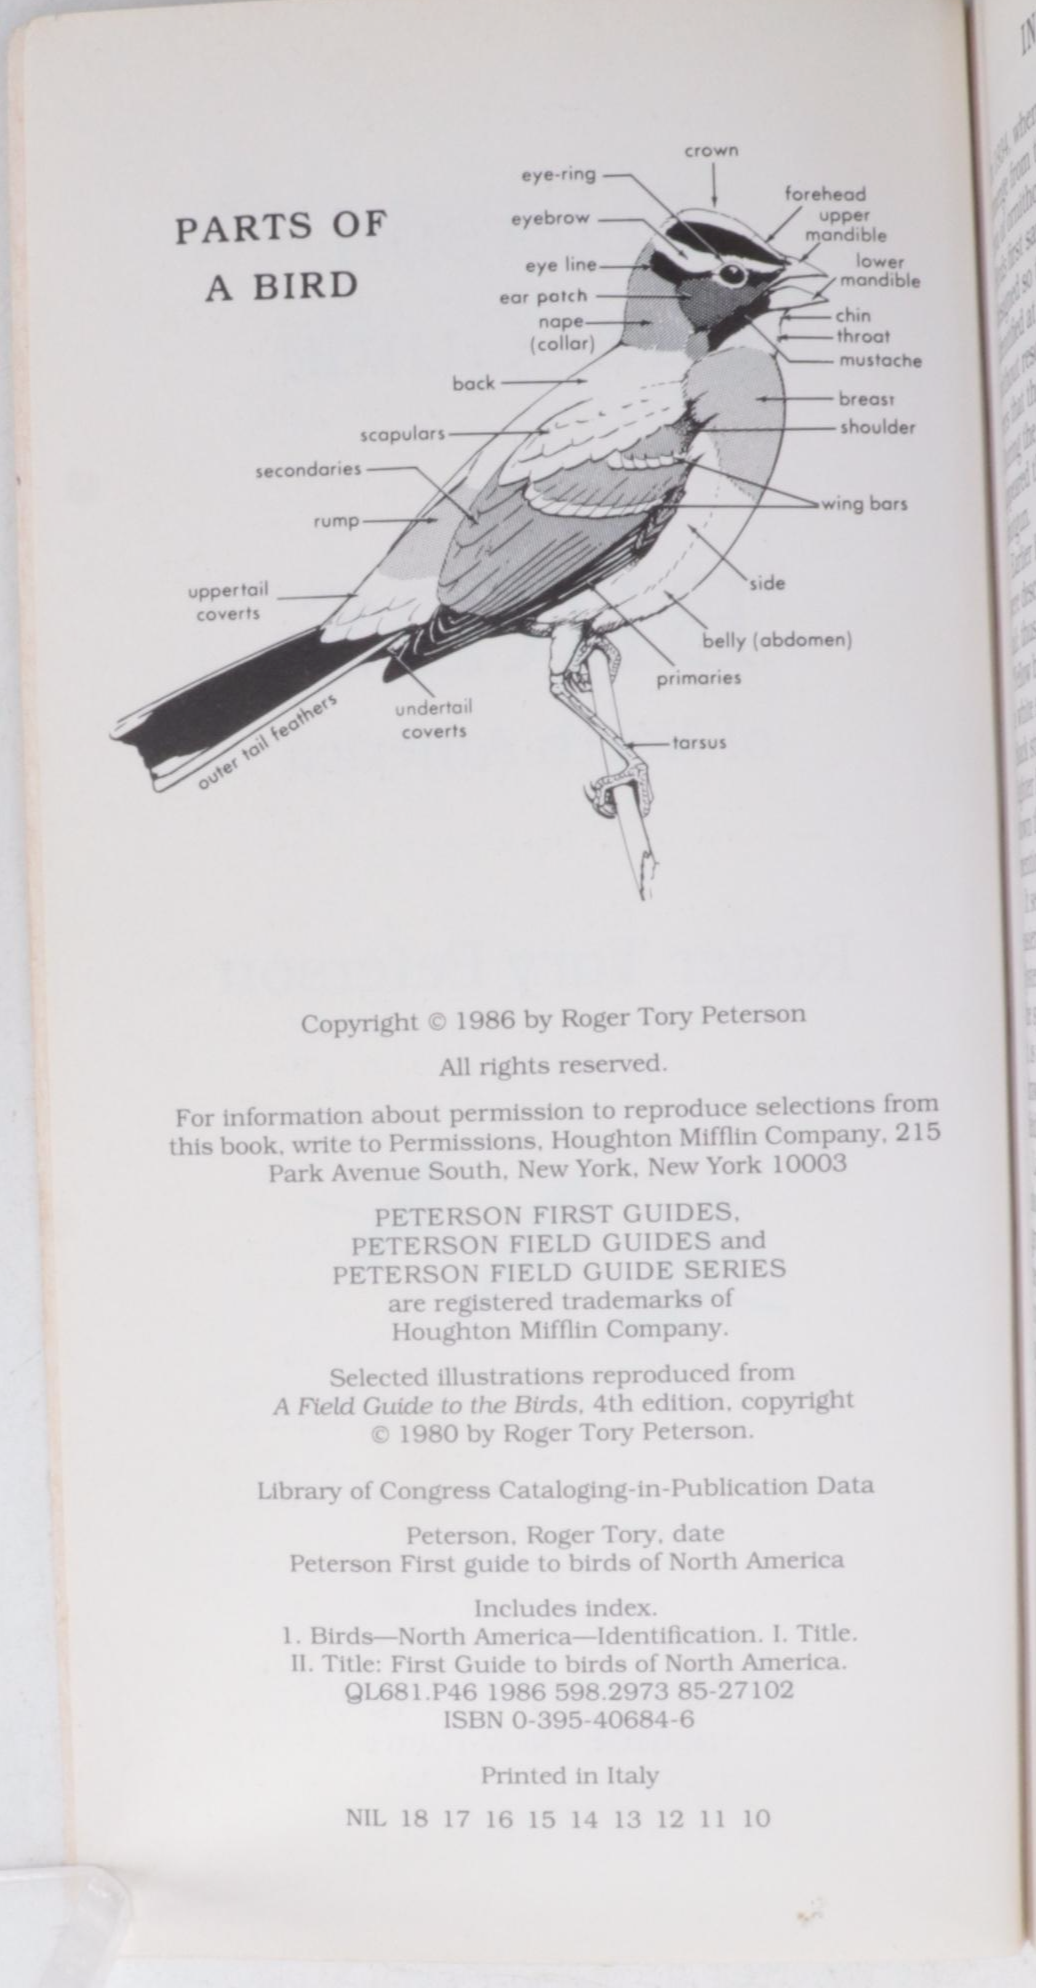 PARTS OF
A BIRD
crown
eye-ring
forehead
eyebrow
upper
mandible
eye line
lower
mandible
ear patch
chin
nape
(collar)
throat
mustache
back
breast
scapulars
shoulder
secondaries
wing bars
rump
side
uppertail
coverts
belly (abdomen)
primaries
undertail
coverts
outer tail feathers
tarsus
Copyright © 1986 by Roger Tory Peterson
All rights reserved.
For information about permission to reproduce selections from
this book, write to Permissions, Houghton Mifflin Company, 215
Park Avenue South, New York, New York 10003
PETERSON FIRST GUIDES,
PETERSON FIELD GUIDES and
PETERSON FIELD GUIDE SERIES
are registered trademarks of
Houghton Mifflin Company.
Selected illustrations reproduced from
A Field Guide to the Birds, 4th edition, copyright
© 1980 by Roger Tory Peterson.
Library of Congress Cataloging-in-Publication Data
Peterson, Roger Tory, date
Peterson First guide to birds of North America
Includes index.
1. Birds—North America—Identification. I. Title.
II. Title: First Guide to birds of North America.
QL681.P46 1986 598.2973 85-27102
ISBN 0-395-40684-6
Printed in Italy
NIL 18 17 16 15 14 13 12 11 10